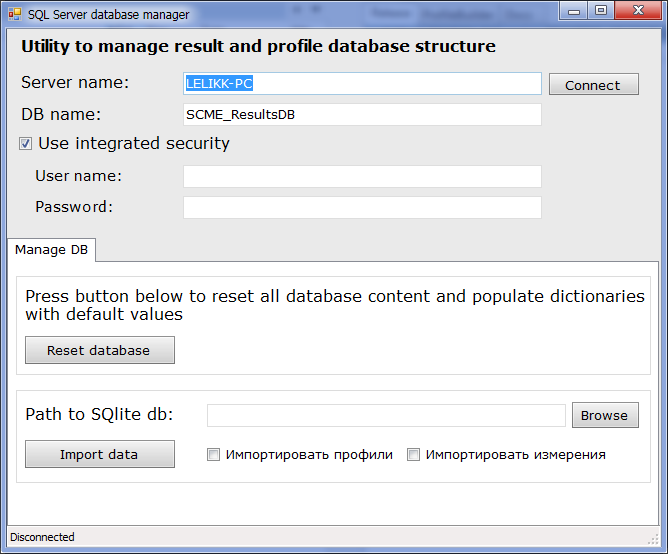 SQL Server database manager
Utility to manage result and profile database structure
Server name: LELIKK-PC Connect
DB name: SCME_ResultsDB
Use integrated security
User name:
Password:
Manage DB
Press button below to reset all database content and populate dictionaries
with default values
Reset database
Path to SQlite db: Browse
Import data Импортировать профили Импортировать измерения
Disconnected